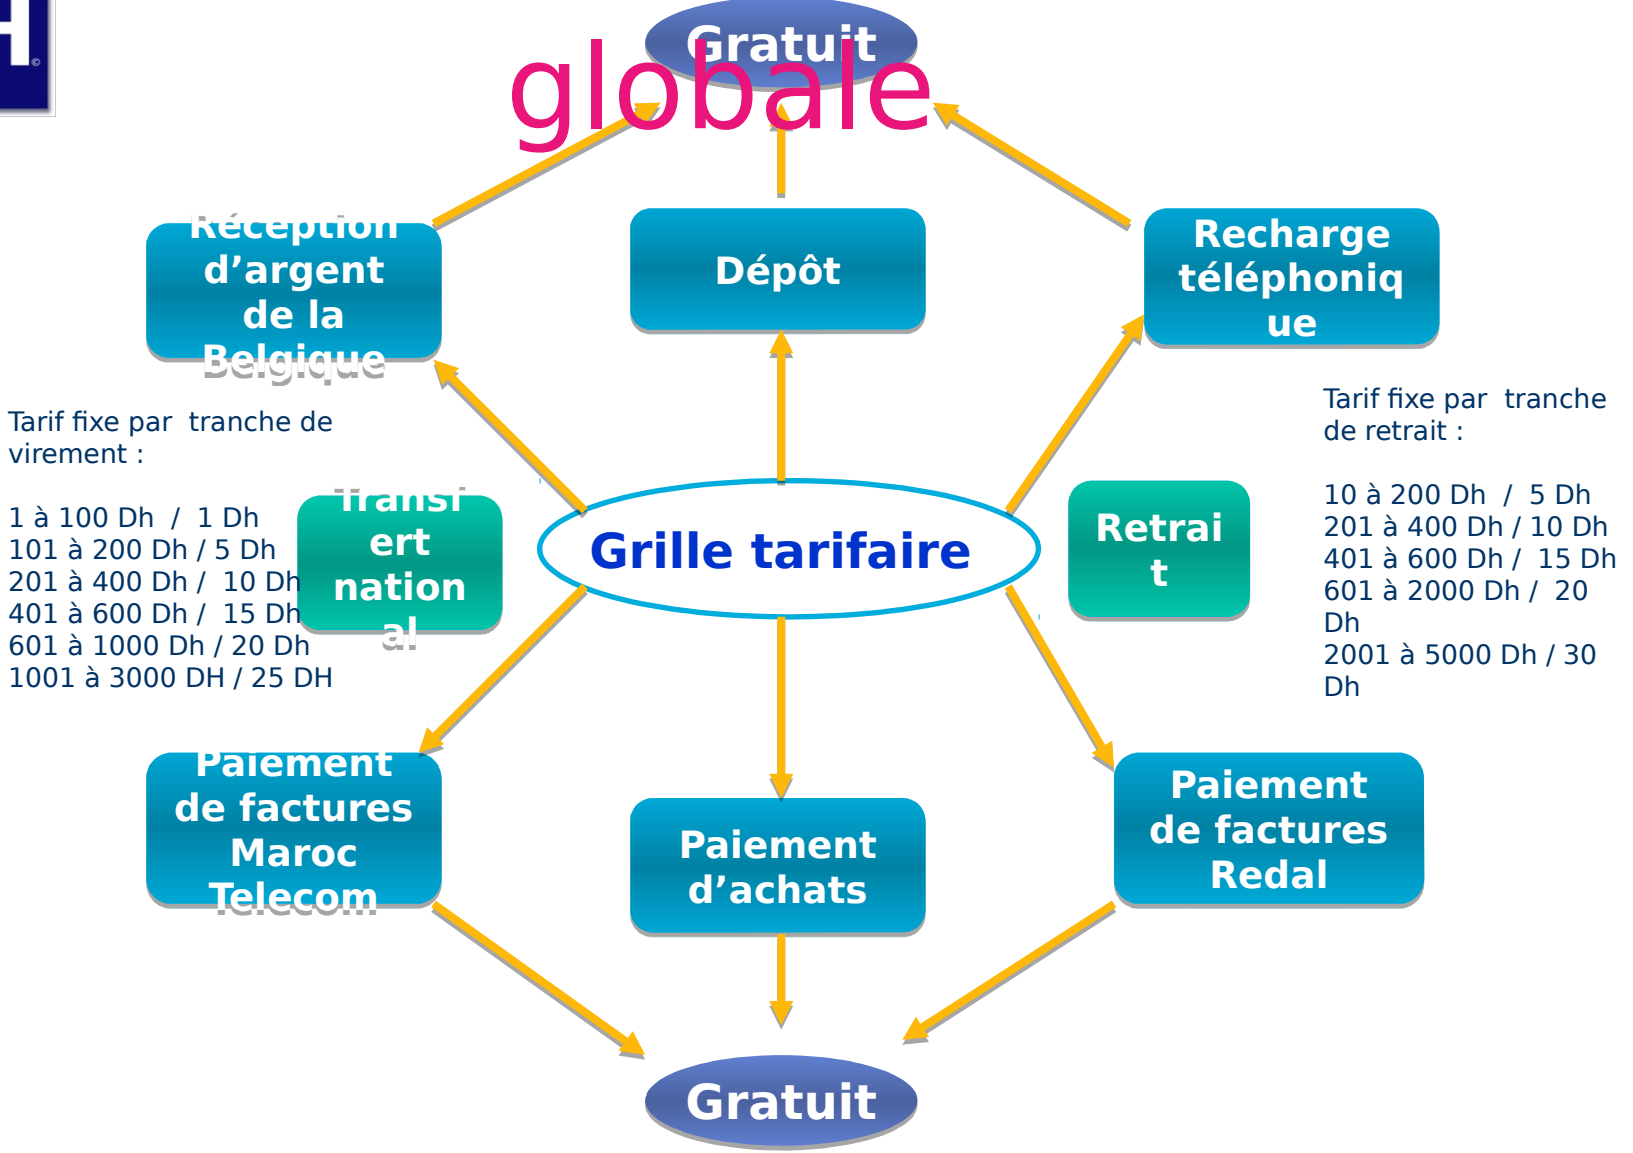 H
©
Gratuit
globale
Réception
d’argent
de la
Belgique
Dépôt
Recharge
téléphoniq
ue
Tarif fixe par  tranche de
virement :
1 à 100 Dh  /  1 Dh
101 à 200 Dh / 5 Dh
201 à 400 Dh /  10 Dh
401 à 600 Dh /  15 Dh
601 à 1000 Dh / 20 Dh
1001 à 3000 DH / 25 DH
Transf
ert
nation
al
Grille tarifaire
Retrai
t
Tarif fixe par  tranche
de retrait :
10 à 200 Dh  /  5 Dh
201 à 400 Dh / 10 Dh
401 à 600 Dh /  15 Dh
601 à 2000 Dh /  20
Dh
2001 à 5000 Dh / 30
Dh
Paiement
de factures
Maroc
Telecom
Paiement
d’achats
Paiement
de factures
Redal
Gratuit